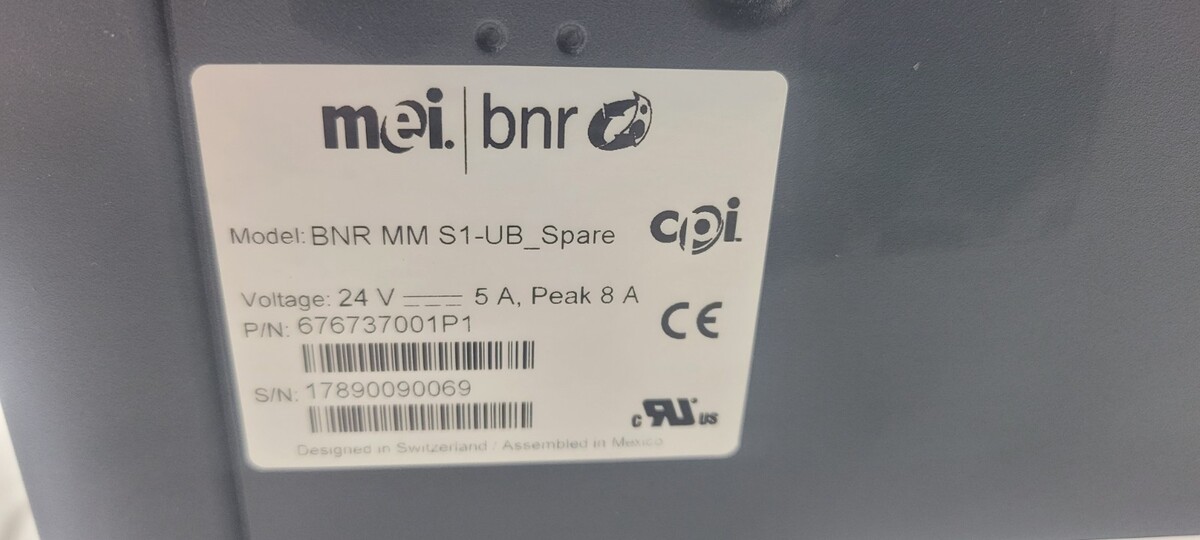 mei. | bnr
Model: BNR MM S1-UB_Spare
cpi
Voltage: 24 V ⎓ 5 A, Peak 8 A
P/N: 676737001P1
CE
S/N: 17890090069
c RU us
Designed in Switzerland / Assembled in Mexico